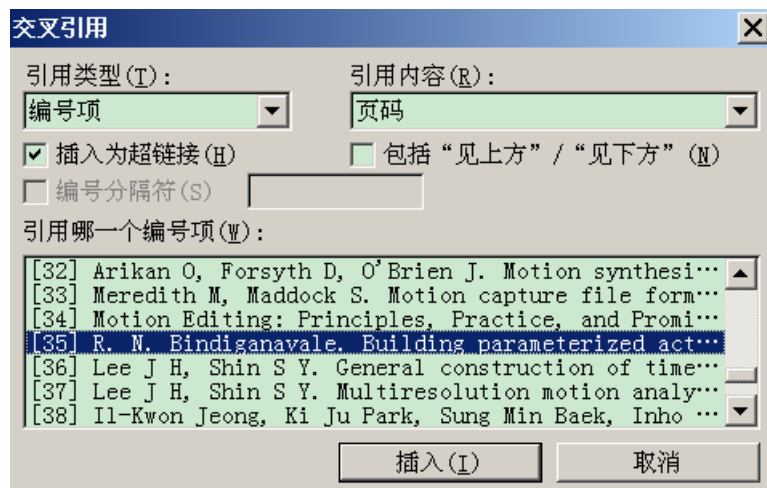 交叉引用
引用类型(T): 引用内容(R):
编号项 页码
插入为超链接(H) 包括“见上方”/“见下方”(N)
编号分隔符(S)
引用哪一个编号项(W):
[32] Arikan O, Forsyth D, O'Brien J. Motion synthesi…
[33] Meredith M, Maddock S. Motion capture file form…
[34] Motion Editing: Principles, Practice, and Promi…
[35] R. N. Bindiganavale. Building parameterized act…
[36] Lee J H, Shin S Y. General construction of time…
[37] Lee J H, Shin S Y. Multiresolution motion analy…
[38] Il-Kwon Jeong, Ki Ju Park, Sung Min Baek, Inho …
插入(I) 取消